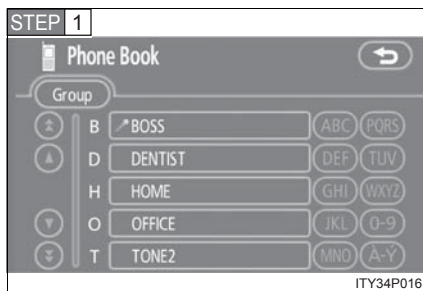 STEP 1
Phone Book
Group
B BOSS ABC PQRS
D DENTIST DEF TUV
H HOME GHI WXYZ
O OFFICE JKL 0-9
T TONE2 MNO À-Ý
ITY34P016